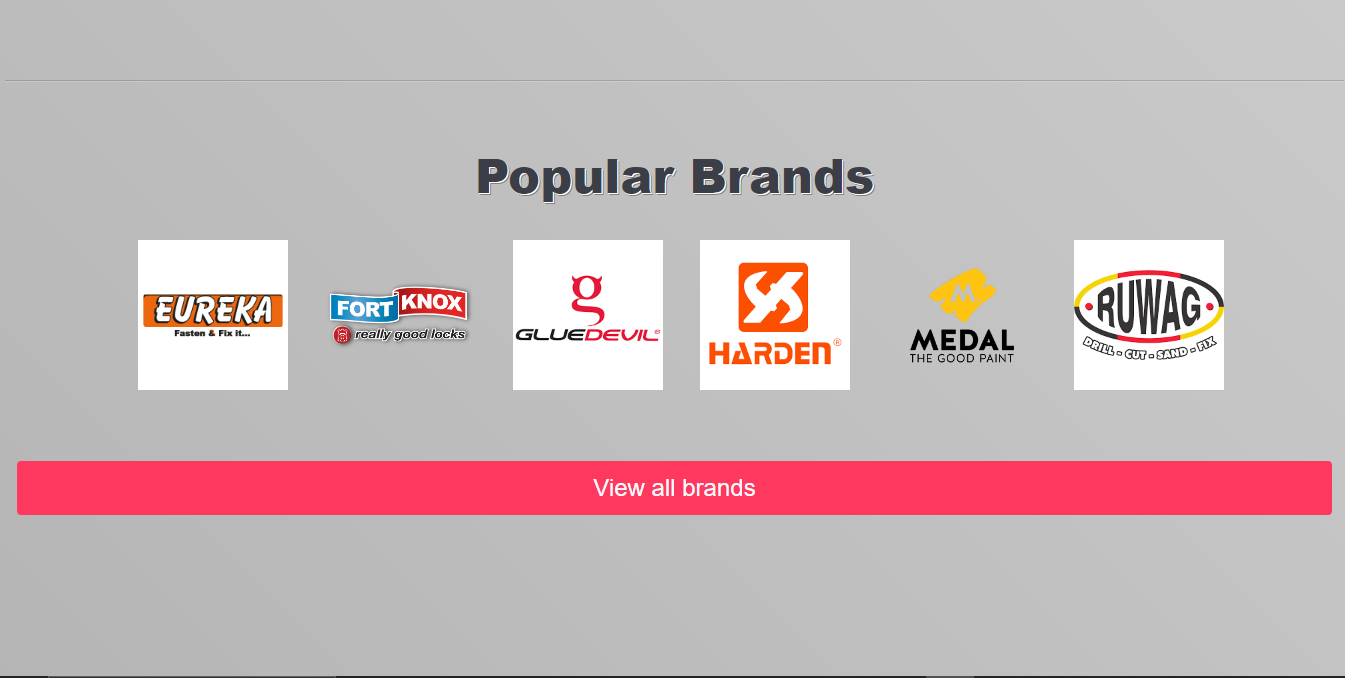 Popular Brands
EUREKA
Fasten & Fix it...
FORT KNOX
really good locks
g
GLUEDEVIL®
HARDEN®
M
MEDAL
THE GOOD PAINT
RUWAG
DRILL - CUT - SAND - FIX
View all brands